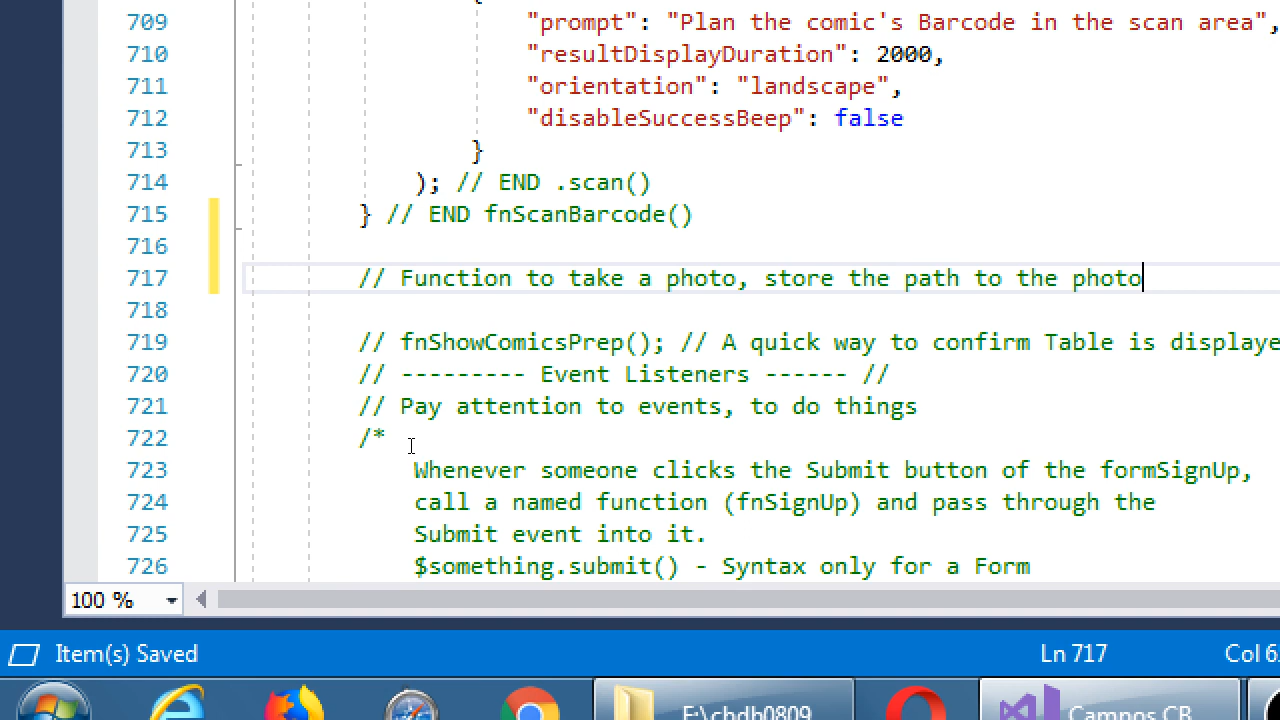 709 "prompt": "Plan the comic's Barcode in the scan area",
710 "resultDisplayDuration": 2000,
711 "orientation": "landscape",
712 "disableSuccessBeep": false
713 }
714 ); // END .scan()
715 } // END fnScanBarcode()
716
717 // Function to take a photo, store the path to the photo
718
719 // fnShowComicsPrep(); // A quick way to confirm Table is displaye
720 // --------- Event Listeners ------ //
721 // Pay attention to events, to do things
722 /*
723 Whenever someone clicks the Submit button of the formSignUp,
724 call a named function (fnSignUp) and pass through the
725 Submit event into it.
726 $something.submit() - Syntax only for a Form
100 %
Item(s) Saved Ln 717 Col 6
F:\cbdb0809 Campos CB